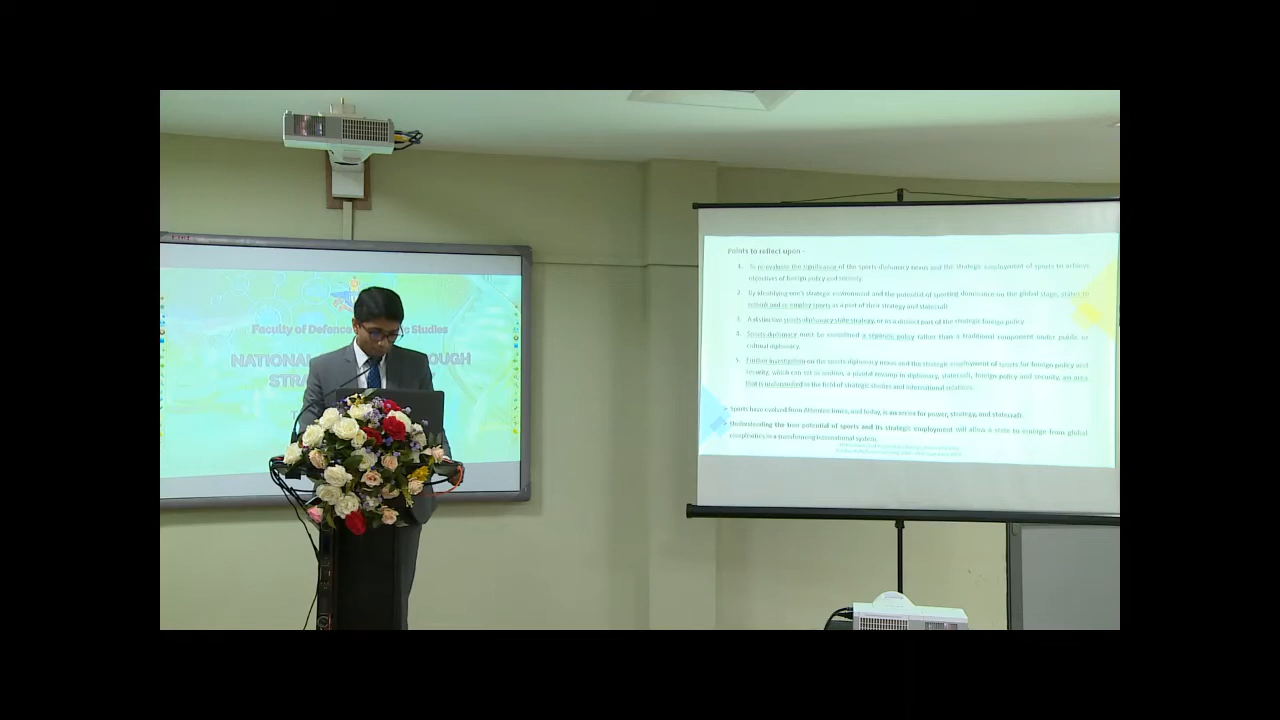 Faculty of Defence
Studies
NATIONAL
STRA
Points to reflect upon -
1. To re-evaluate the significance of the sports-diplomacy nexus and the strategic employment of sports to achieve
objectives of foreign policy and security.
2. By identifying one's strategic environment and the potential of sporting dominance on the global stage, states to
rethink and re-employ sports as a part of their strategy and statecraft.
3. A distinctive sports diplomacy state strategy, or as a distinct part of the strategic foreign policy.
4. Sports diplomacy must be considered a separate policy rather than a traditional component under public or
cultural diplomacy.
5. Further investigation on the sports diplomacy nexus and the strategic employment of sports for foreign policy and
security, which can set in motion, a pivotal revamp in diplomacy, statecraft, foreign policy and security, an area
that is in the field of strategic studies and international relations.
➢ Sports have evolved from Athenian times, and today, is an arena for power, strategy, and statecraft.
➢ Understanding the true potential of sports and its strategic employment will allow a state to emerge from global
complexities in a transforming international system.